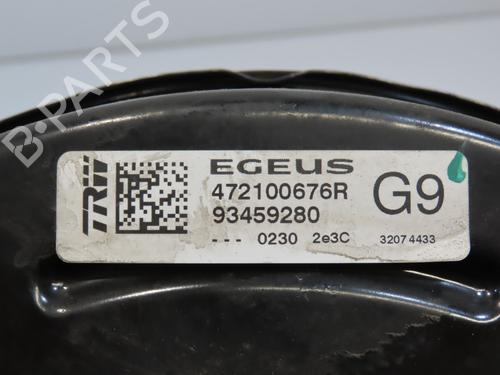 B-PARTS
TRW
EGEUS
472100676R
G9
93459280
--- 0230 2e3C 32074433